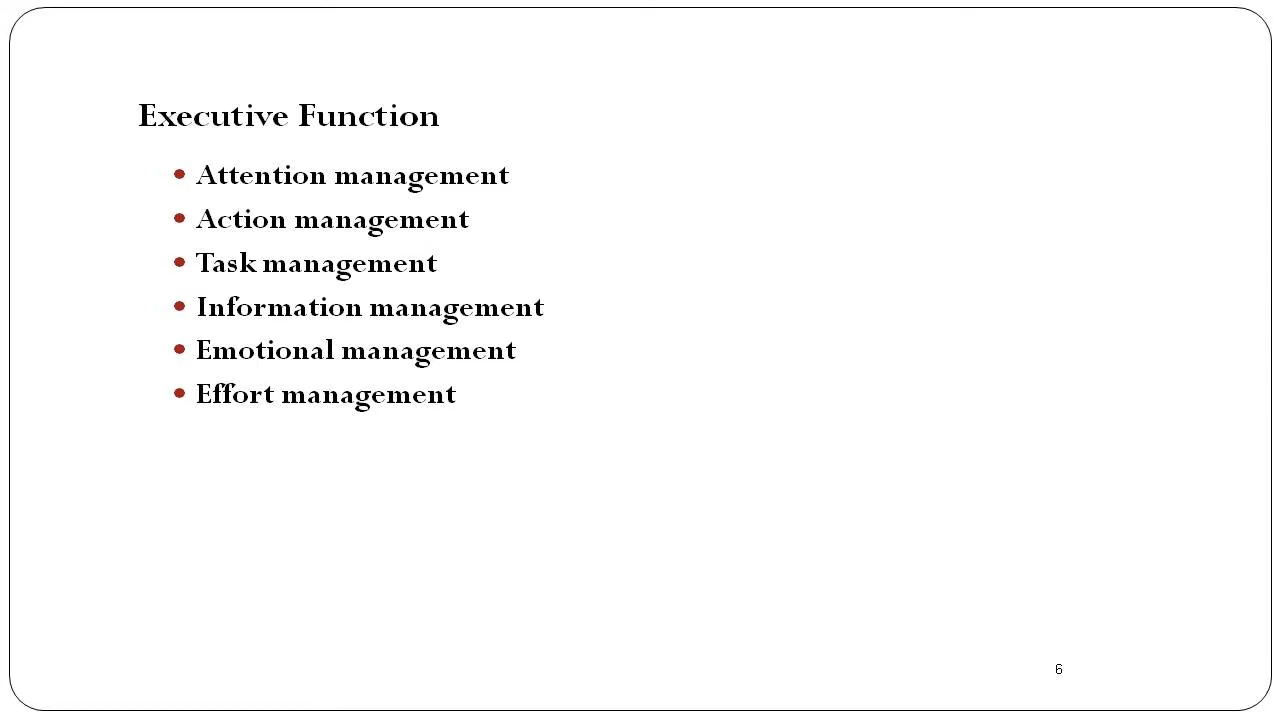 Executive Function
• Attention management
• Action management
• Task management
• Information management
• Emotional management
• Effort management
6